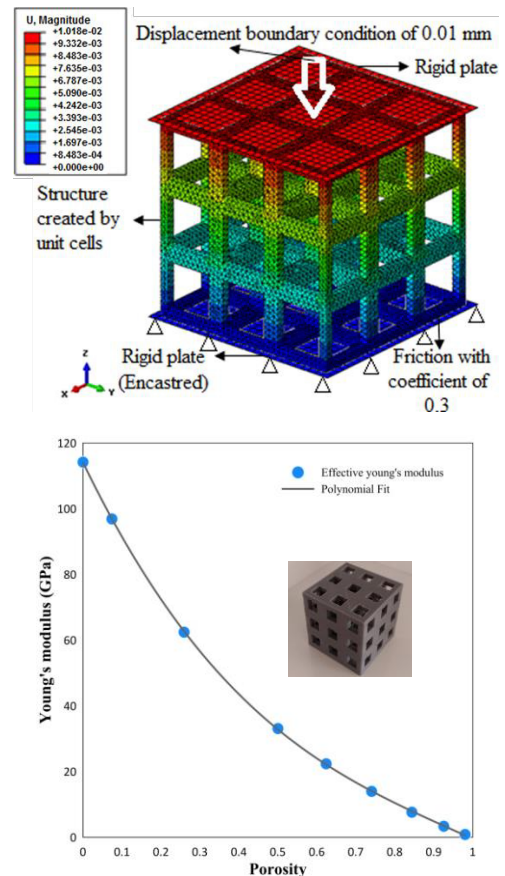 U, Magnitude
+1.018e-02
+9.332e-03
+8.483e-03
+7.635e-03
+6.787e-03
+5.090e-03
+4.242e-03
+3.393e-03
+2.545e-03
+1.697e-03
+8.483e-04
+0.000e+00
Displacement boundary condition of 0.01 mm
Rigid plate
Structure
created by
unit cells
Rigid plate
(Encastred)
Friction with
coefficient of
0.3
z
x
Y
120
100
80
60
40
20
0
Young's modulus (GPa)
Effective young's modulus
Polynomial Fit
0 0.1 0.2 0.3 0.4 0.5 0.6 0.7 0.8 0.9 1
Porosity